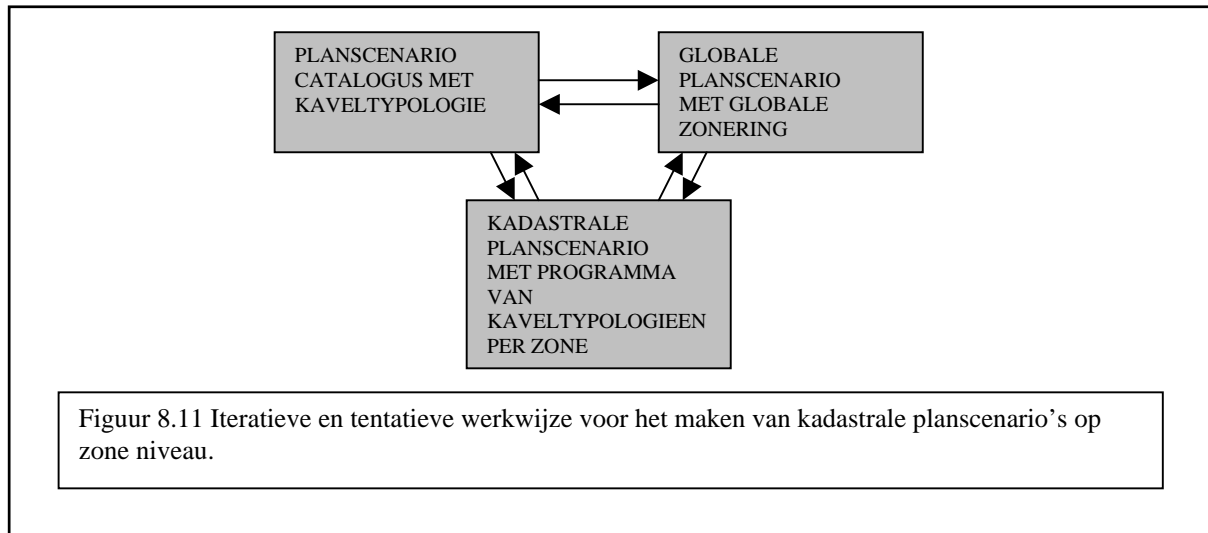 PLANSCENARIO
CATALOGUS MET
KAVELTYPOLOGIE
GLOBALE
PLANSCENARIO
MET GLOBALE
ZONERING
KADASTRALE
PLANSCENARIO
MET PROGRAMMA
VAN
KAVELTYPOLOGIEEN
PER ZONE
Figuur 8.11 Iteratieve en tentatieve werkwijze voor het maken van kadastrale planscenario’s op
zone niveau.